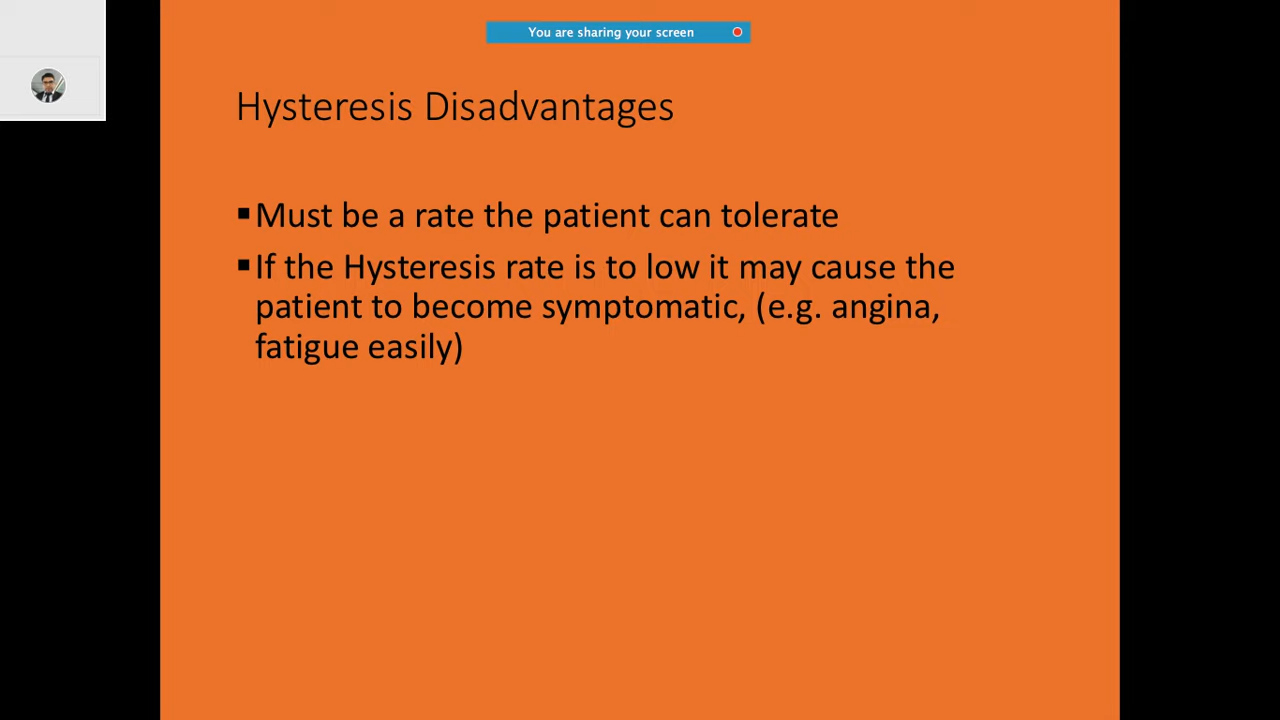 You are sharing your screen
Hysteresis Disadvantages
▪Must be a rate the patient can tolerate
▪If the Hysteresis rate is to low it may cause the
patient to become symptomatic, (e.g. angina,
fatigue easily)